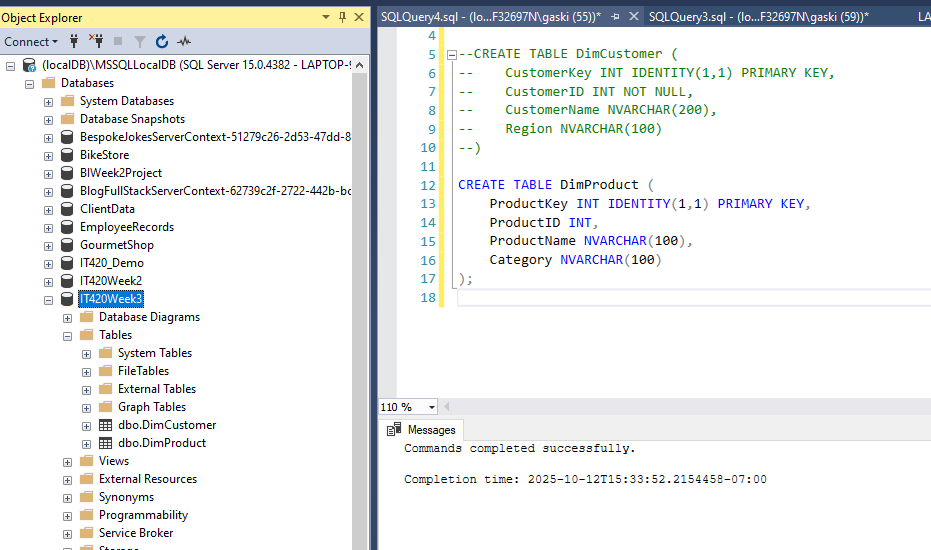 Object Explorer
Connect
(localDB)\MSSQLLocalDB (SQL Server 15.0.4382 - LAPTOP-9
Databases
System Databases
Database Snapshots
BespokeJokesServerContext-51279c26-2d53-47dd-8
BikeStore
BIWeek2Project
BlogFullStackServerContext-62739c2f-2722-442b-bc
ClientData
EmployeeRecords
GourmetShop
IT420_Demo
IT420Week2
IT420Week3
Database Diagrams
Tables
System Tables
FileTables
External Tables
Graph Tables
dbo.DimCustomer
dbo.DimProduct
Views
External Resources
Synonyms
Programmability
Service Broker
Storage
SQLQuery4.sql - (lo...F32697N\gaski (55))*
SQLQuery3.sql - (lo...F32697N\gaski (59))*
LA
4
5 --CREATE TABLE DimCustomer (
6 --    CustomerKey INT IDENTITY(1,1) PRIMARY KEY,
7 --    CustomerID INT NOT NULL,
8 --    CustomerName NVARCHAR(200),
9 --    Region NVARCHAR(100)
10 --)
11
12 CREATE TABLE DimProduct (
13     ProductKey INT IDENTITY(1,1) PRIMARY KEY,
14     ProductID INT,
15     ProductName NVARCHAR(100),
16     Category NVARCHAR(100)
17 );
18
110 %
Messages
Commands completed successfully.
Completion time: 2025-10-12T15:33:52.2154458-07:00